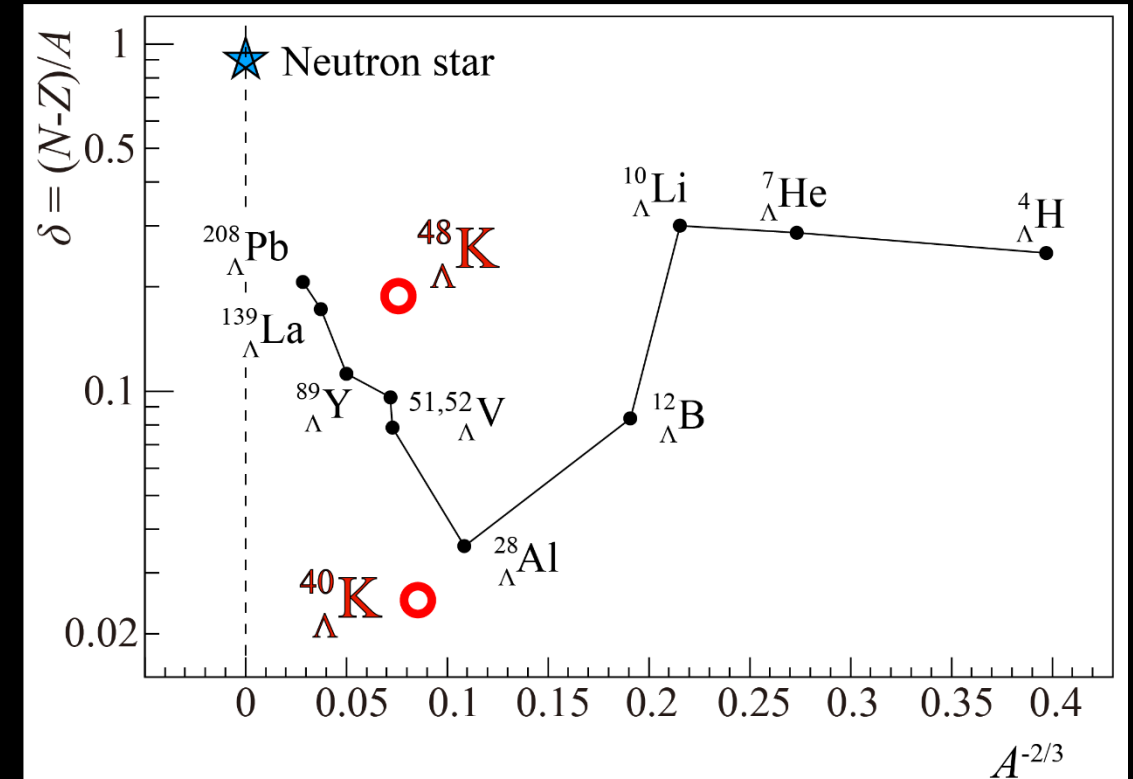 δ = (N-Z)/A
1
0.5
0.1
0.02
Neutron star
²⁰⁸ΛPb
¹³⁹ΛLa
⁸⁹ΛY
⁵¹,⁵²ΛV
⁴⁸ΛK
⁴⁰ΛK
²⁸ΛAl
¹²ΛB
¹⁰ΛLi
⁷ΛHe
⁴ΛH
0 0.05 0.1 0.15 0.2 0.25 0.3 0.35 0.4
A⁻²/³